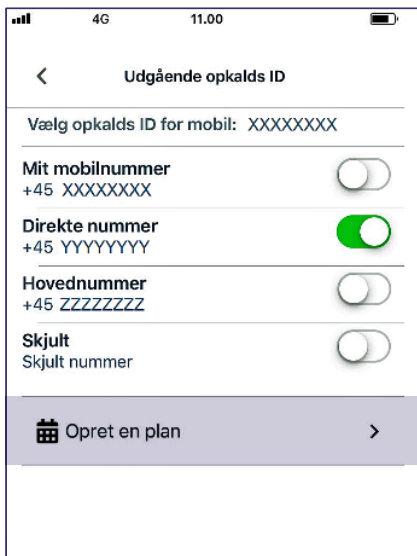 4G 11.00
Udgående opkalds ID
Vælg opkalds ID for mobil: XXXXXXXX
Mit mobilnummer
+45 XXXXXXXX
Direkte nummer
+45 YYYYYYYY
Hovednummer
+45 ZZZZZZZZ
Skjult
Skjult nummer
Opret en plan